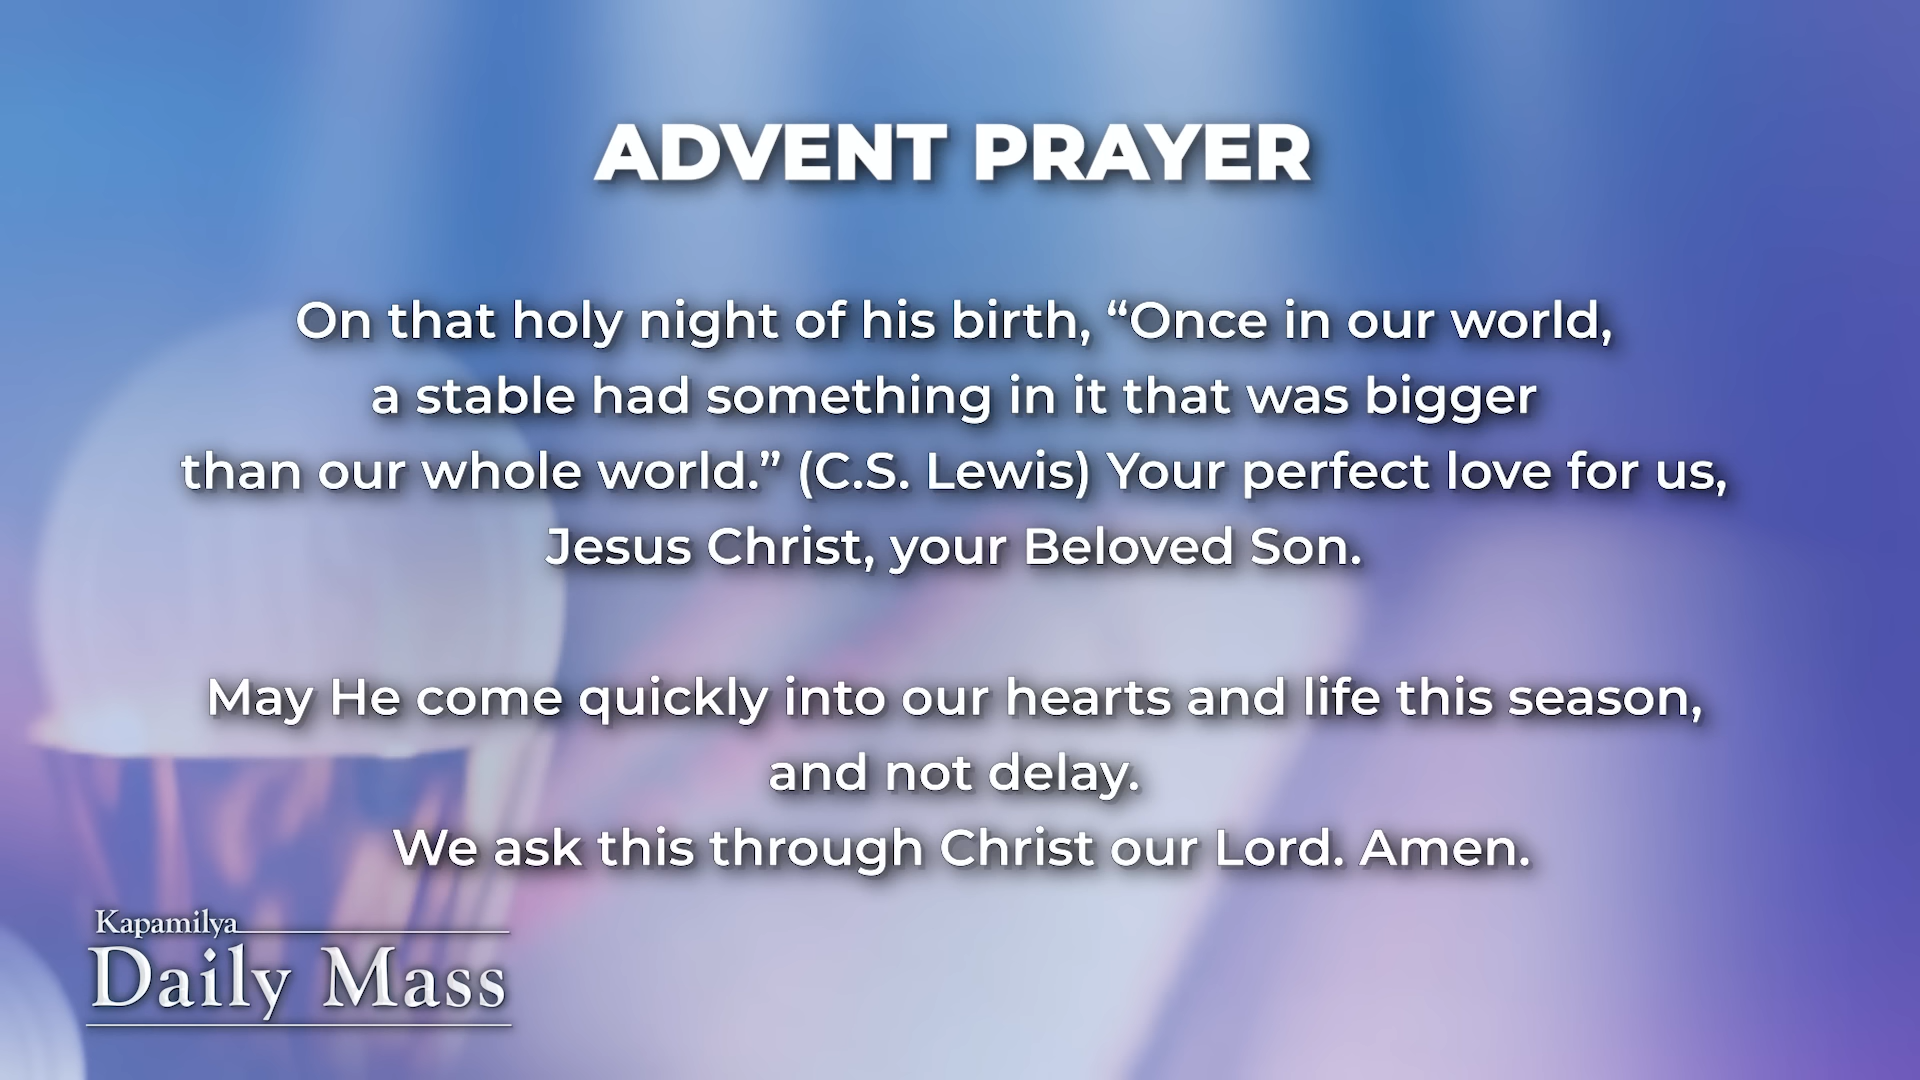 ADVENT PRAYER
On that holy night of his birth, “Once in our world,
a stable had something in it that was bigger
than our whole world.” (C.S. Lewis) Your perfect love for us,
Jesus Christ, your Beloved Son.
May He come quickly into our hearts and life this season,
and not delay.
We ask this through Christ our Lord. Amen.
Kapamilya
Daily Mass